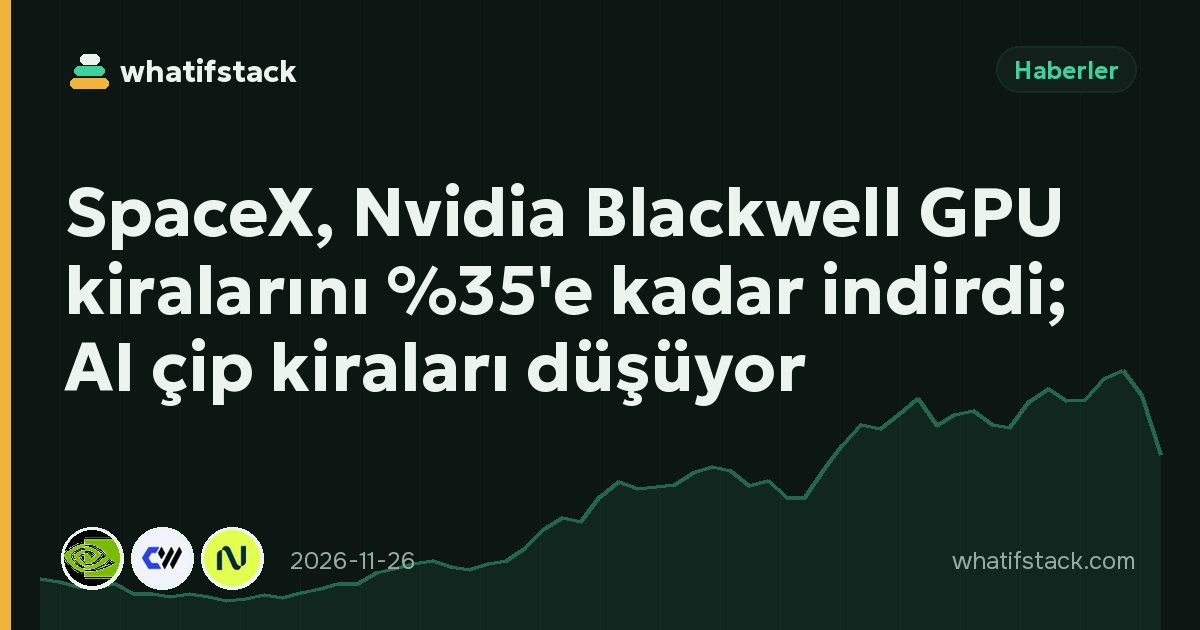 whatifstack
Haberler
SpaceX, Nvidia Blackwell GPU
kiralarını %35'e kadar indirdi;
AI çip kiraları düşüyor
2026-11-26
whatifstack.com